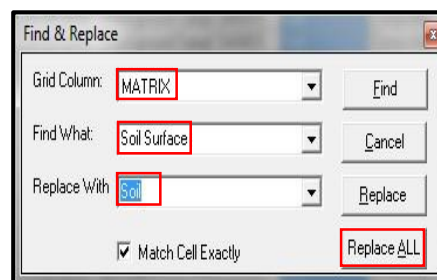 Find & Replace
Grid Column: MATRIX Find
Find What: Soil Surface Cancel
Replace With Soil Replace
Match Cell Exactly Replace ALL